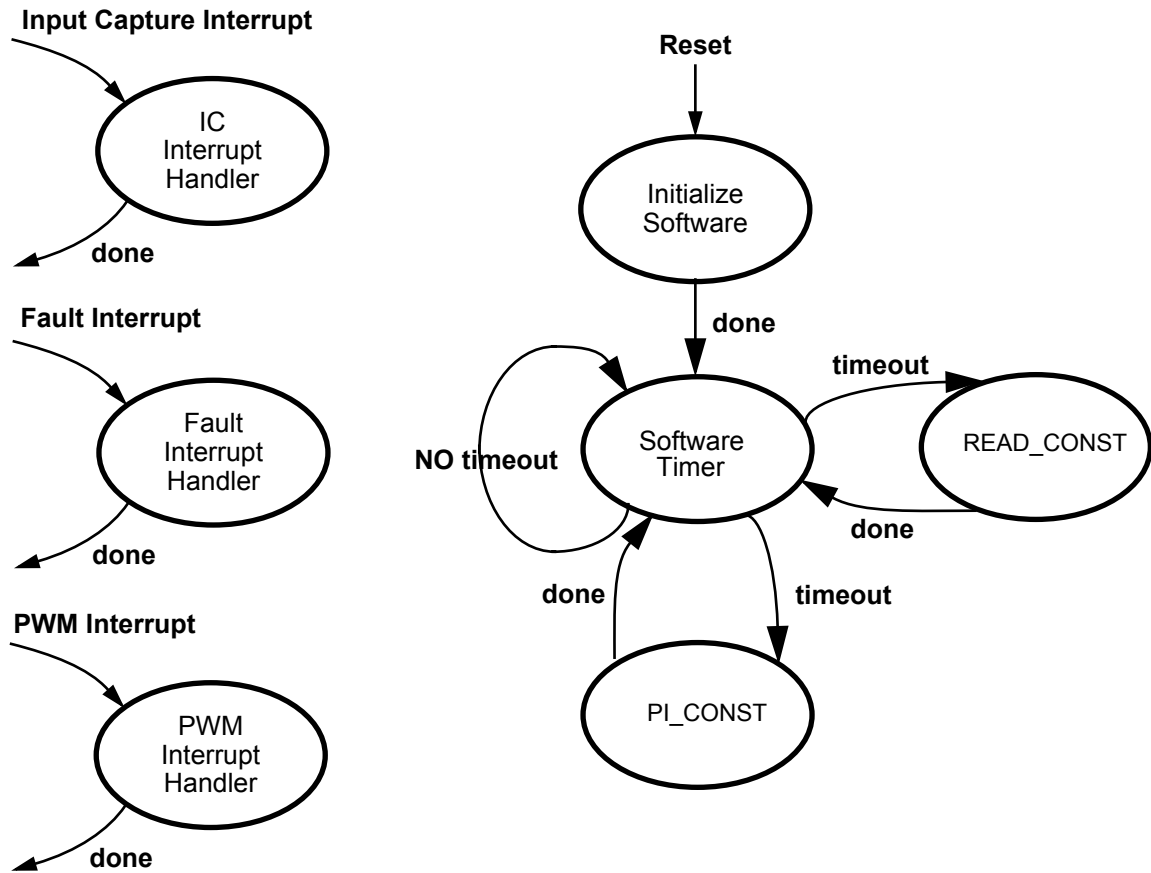 Input Capture Interrupt
IC
Interrupt
Handler
done
Fault Interrupt
Fault
Interrupt
Handler
done
PWM Interrupt
PWM
Interrupt
Handler
done
Reset
Initialize
Software
done
NO timeout
Software
Timer
timeout
READ_CONST
done
done
timeout
PI_CONST